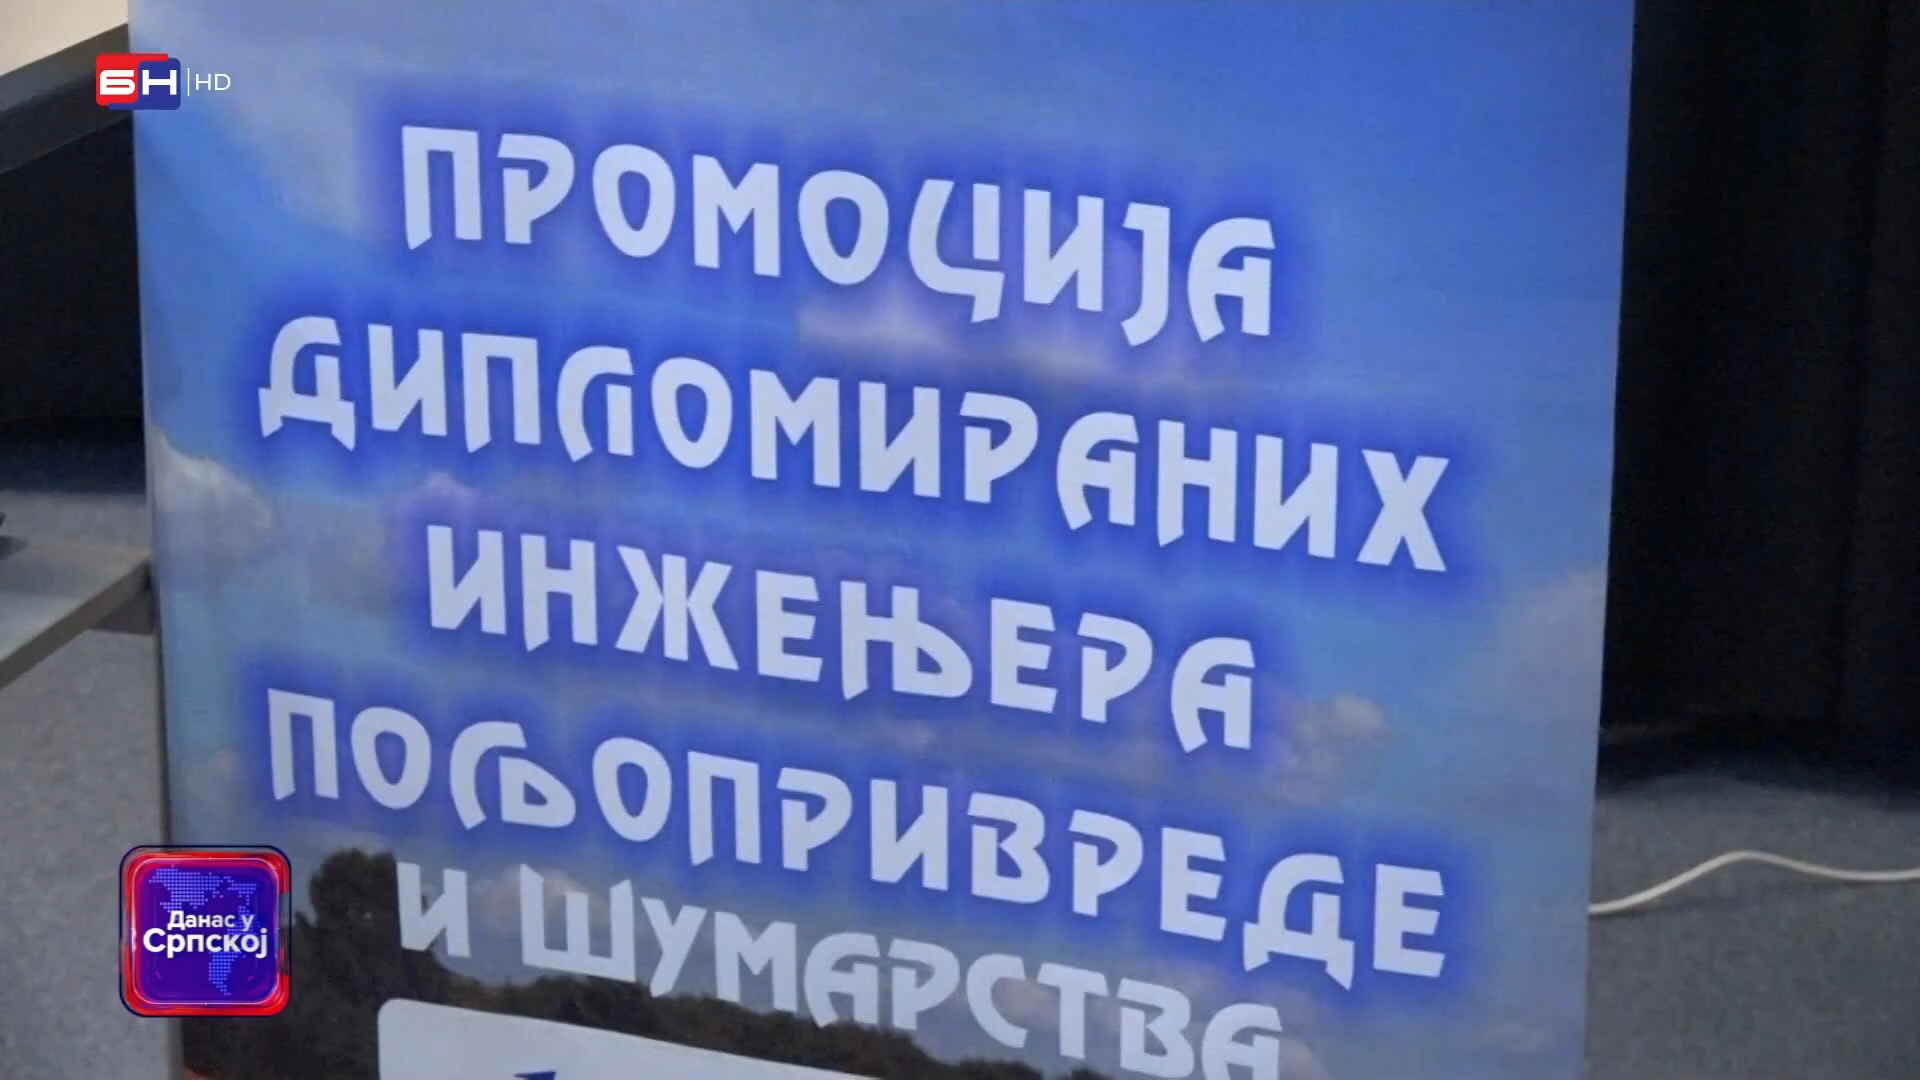 БН HD
ПРОМОЦИЈА
ДИПЛОМИРАНИХ
ИНЖЕЊЕРА
ПОЉОПРИВРЕДЕ
И ШУМАРСТВА
Данас у
Српској